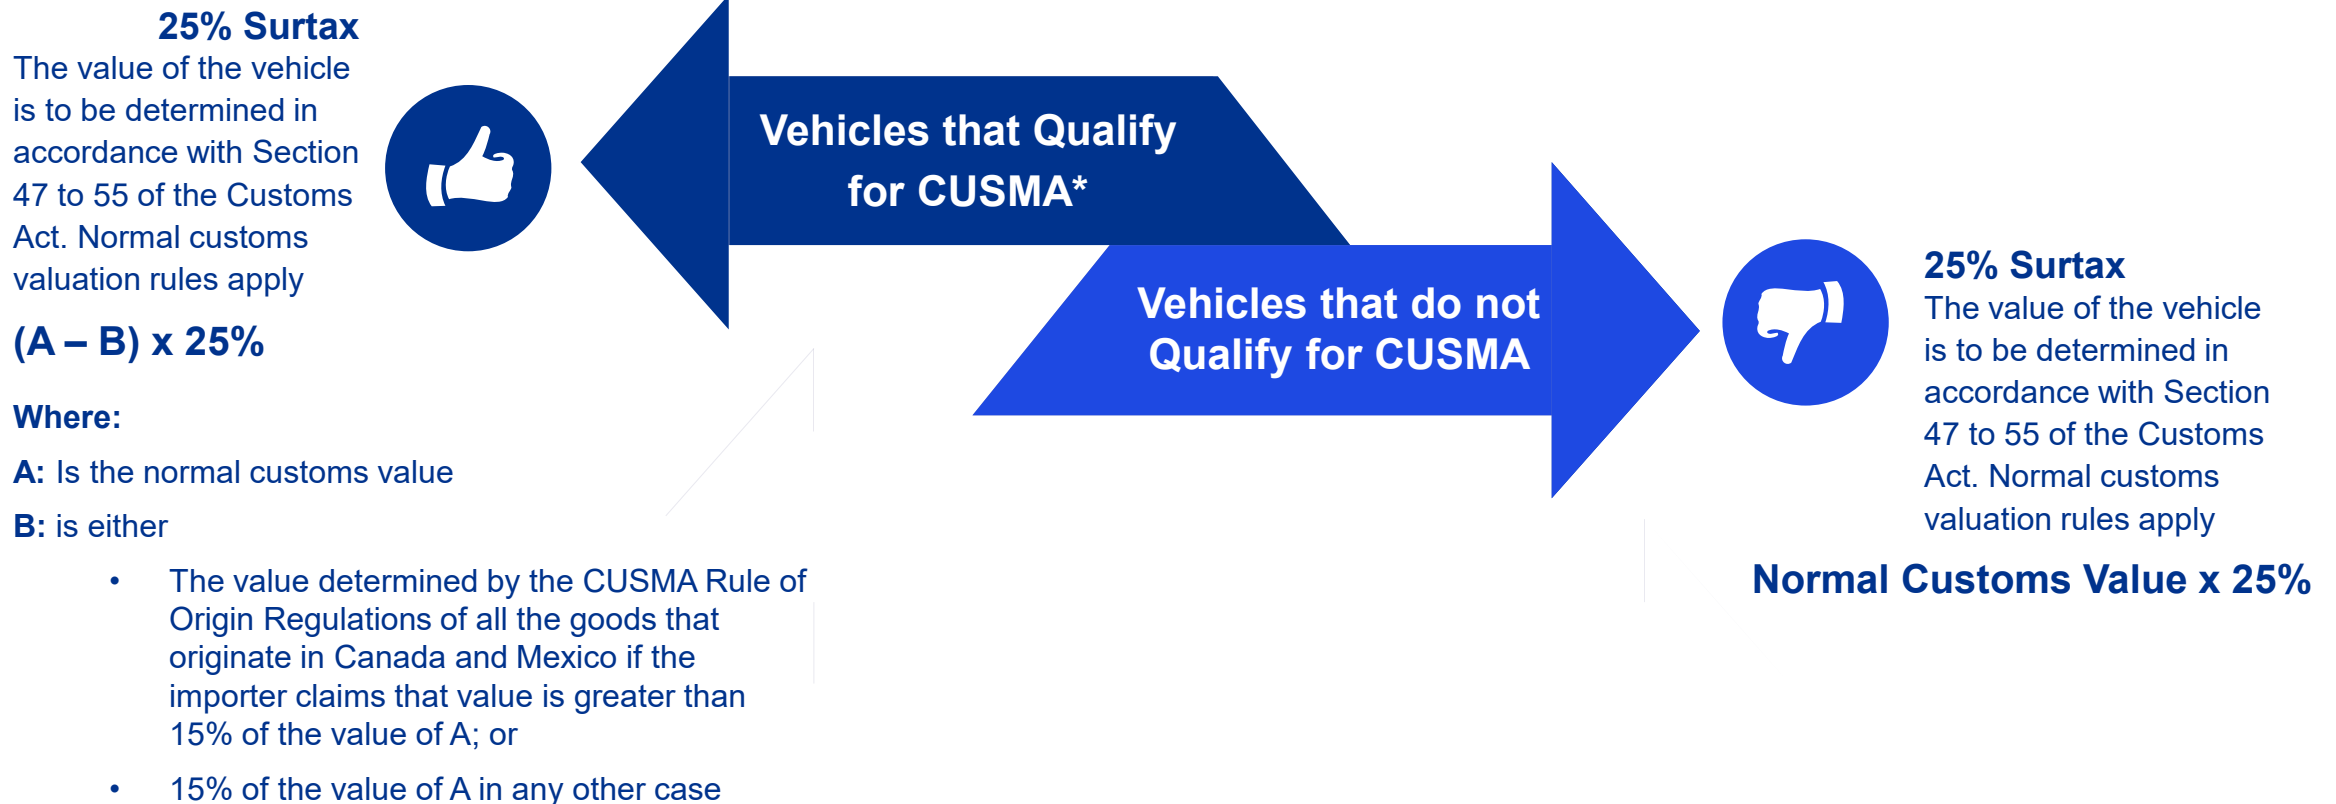 25% Surtax
The value of the vehicle
is to be determined in
accordance with Section
47 to 55 of the Customs
Act. Normal customs
valuation rules apply
(A – B) x 25%
Where:
A: Is the normal customs value
B: is either
• The value determined by the CUSMA Rule of
Origin Regulations of all the goods that
originate in Canada and Mexico if the
importer claims that value is greater than
15% of the value of A; or
• 15% of the value of A in any other case
Vehicles that Qualify
for CUSMA*
Vehicles that do not
Qualify for CUSMA
25% Surtax
The value of the vehicle
is to be determined in
accordance with Section
47 to 55 of the Customs
Act. Normal customs
valuation rules apply
Normal Customs Value x 25%